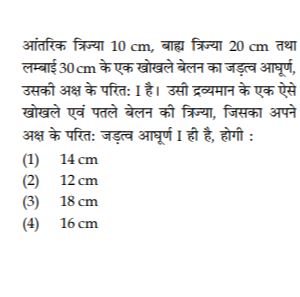 आंतरिक त्रिज्या 10 cm, बाह्य त्रिज्या 20 cm तथा
लम्बाई 30 cm के एक खोखले बेलन का जड़त्व आघूर्ण,
उसकी अक्ष के परित: I है। उसी द्रव्यमान के एक ऐसे
खोखले एवं पतले बेलन की त्रिज्या, जिसका अपने
अक्ष के परित: जड़त्व आघूर्ण I ही है, होगी :
(1) 14 cm
(2) 12 cm
(3) 18 cm
(4) 16 cm